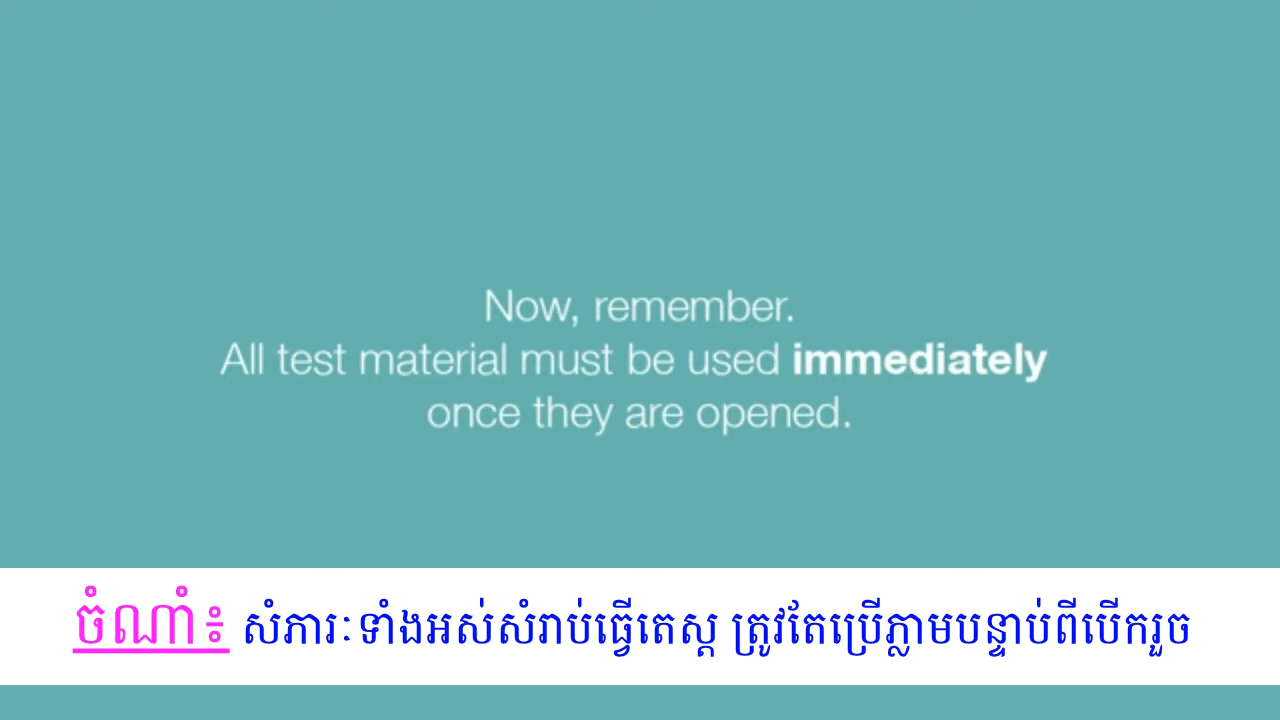 Now, remember.
All test material must be used immediately
once they are opened.
ចំណាំ៖ សំភារៈទាំងអស់សំរាប់ធ្វើតេស្ត ត្រូវតែប្រើភ្លាមបន្ទាប់ពីបើករួច